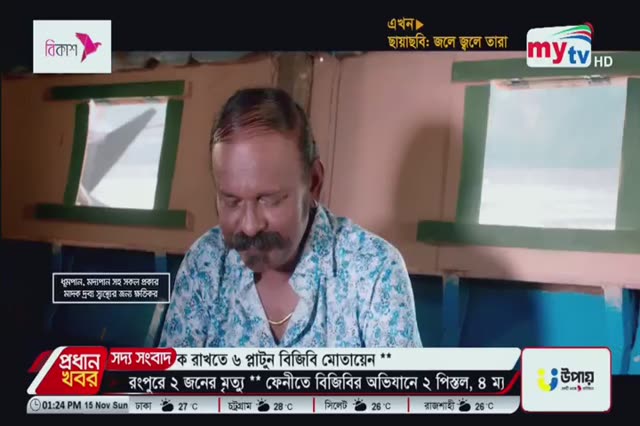 বিকাশ
এখন
ছায়াছবি: জলে জ্বলে তারা
mytv HD
ধূমপান, মদ্যপান সহ সকল প্রকার
মাদক দ্রব্য স্বাস্থ্যের জন্য ক্ষতিকর
প্রধান
খবর
সদ্য সংবাদ
ক রাখতে ৬ প্লাটুন বিজিবি মোতায়েন **
রংপুরে ২ জনের মৃত্যু ** ফেনীতে বিজিবির অভিযানে ২ পিস্তল, ৪ ম্য
উপায়
01:24 PM 15 Nov Sun ঢাকা 27°C চট্টগ্রাম 28°C সিলেট 26°C রাজশাহী 26°C